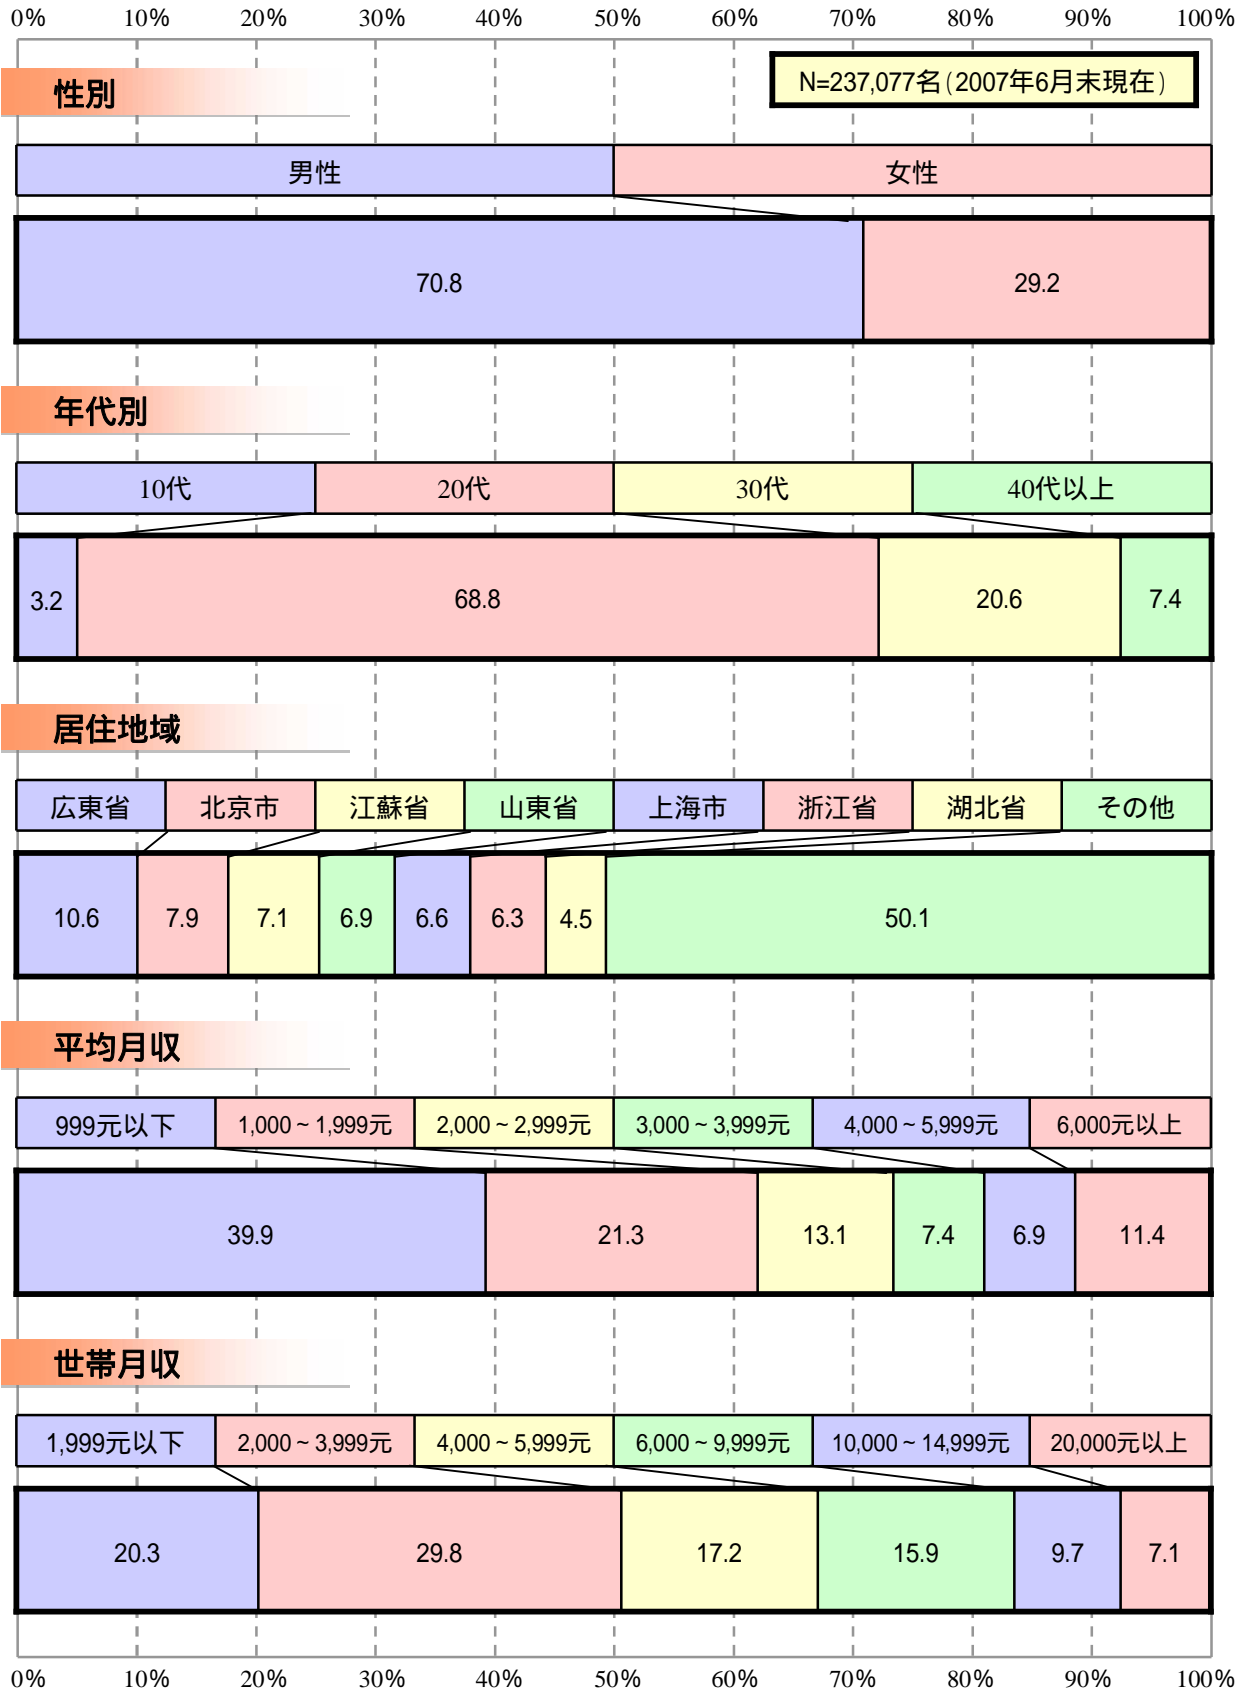 0% 10% 20% 30% 40% 50% 60% 70% 80% 90% 100%
N=237,077名(2007年6月末現在)
性別
男性 女性
70.8 29.2
年代別
10代 20代 30代 40代以上
3.2 68.8 20.6 7.4
居住地域
広東省 北京市 江蘇省 山東省 上海市 浙江省 湖北省 その他
10.6 7.9 7.1 6.9 6.6 6.3 4.5 50.1
平均月収
999元以下 1,000~1,999元 2,000~2,999元 3,000~3,999元 4,000~5,999元 6,000元以上
39.9 21.3 13.1 7.4 6.9 11.4
世帯月収
1,999元以下 2,000~3,999元 4,000~5,999元 6,000~9,999元 10,000~14,999元 20,000元以上
20.3 29.8 17.2 15.9 9.7 7.1
0% 10% 20% 30% 40% 50% 60% 70% 80% 90% 100%